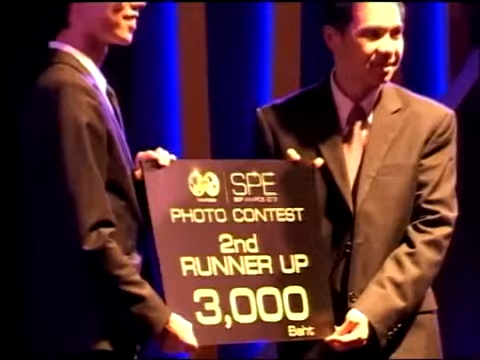 SPE
PHOTO CONTEST
2nd
RUNNER UP
3,000
Baht